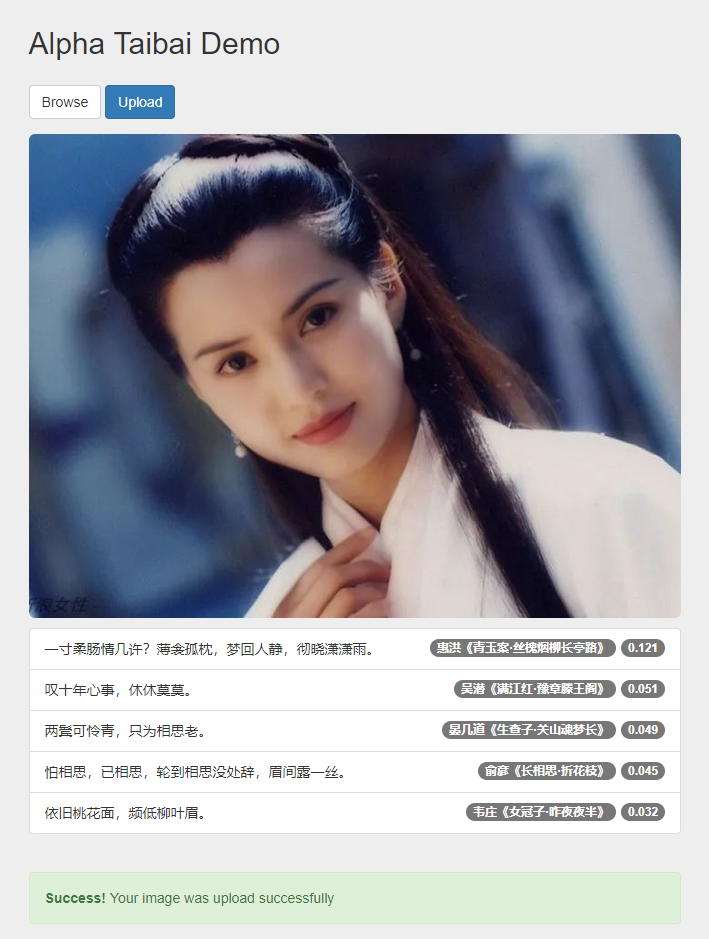 Alpha Taibai Demo
Browse Upload
新浪女性
一寸柔肠情几许？薄衾孤枕，梦回人静，彻晓潇潇雨。 惠洪《青玉案·丝槐烟柳长亭路》 0.121
叹十年心事，休休莫莫。 吴潜《满江红·豫章滕王阁》 0.051
两鬓可怜青，只为相思老。 晏几道《生查子·关山魂梦长》 0.049
怕相思，已相思，轮到相思没处辞，眉间露一丝。 俞彦《长相思·折花枝》 0.045
依旧桃花面，频低柳叶眉。 韦庄《女冠子·昨夜夜半》 0.032
Success! Your image was upload successfully